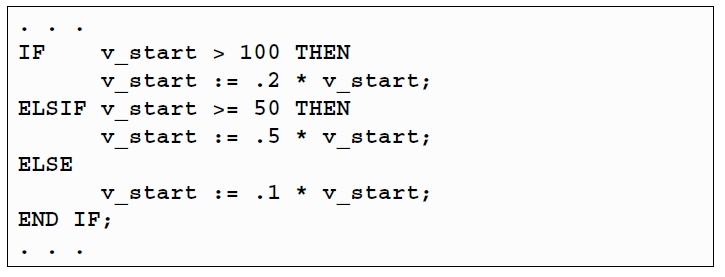 . . .
IF    v_start > 100 THEN
      v_start := .2 * v_start;
ELSIF v_start >= 50 THEN
      v_start := .5 * v_start;
ELSE
      v_start := .1 * v_start;
END IF;
. . .